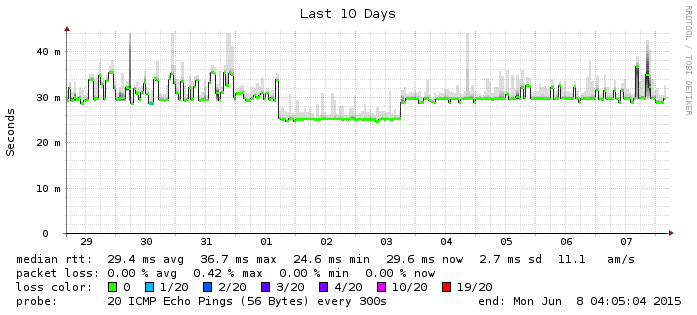 Last 10 Days
RRDTOOL / TOBI OETIKER
Seconds
40 m
30 m
20 m
10 m
0
29 30 31 01 02 03 04 05 06 07
median rtt: 29.4 ms avg 36.7 ms max 24.6 ms min 29.6 ms now 2.7 ms sd 11.1 am/s
packet loss: 0.00 % avg 0.42 % max 0.00 % min 0.00 % now
loss color: 0 1/20 2/20 3/20 4/20 10/20 19/20
probe: 20 ICMP Echo Pings (56 Bytes) every 300s end: Mon Jun 8 04:05:04 2015